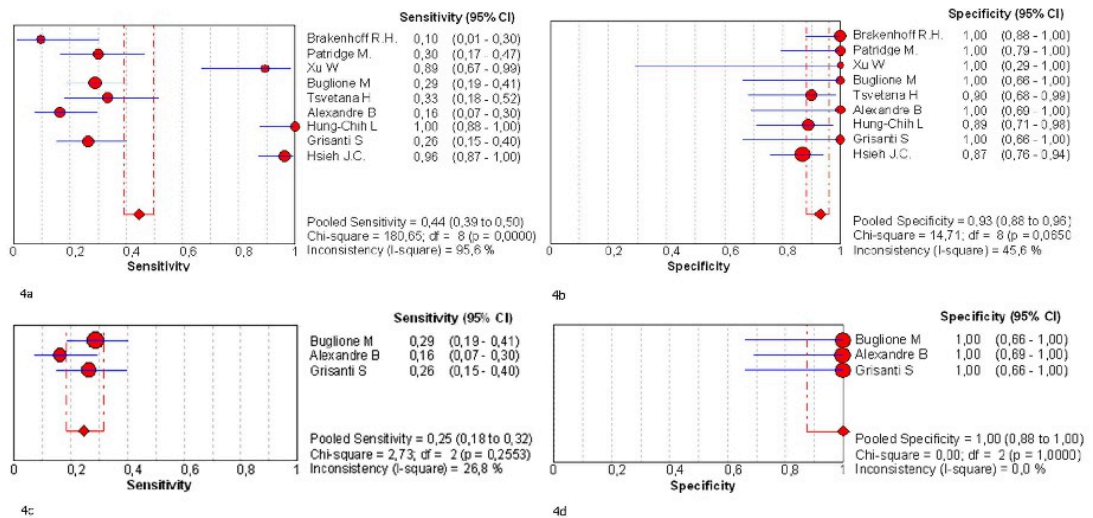 Sensitivity (95% CI)
Brakenhoff R.H. 0,10 (0,01 - 0,30)
Patridge M. 0,30 (0,17 - 0,47)
Xu W 0,89 (0,67 - 0,99)
Buglione M 0,29 (0,19 - 0,41)
Tsvetana H 0,33 (0,18 - 0,52)
Alexandre B 0,16 (0,07 - 0,30)
Hung-Chih L 1,00 (0,88 - 1,00)
Grisanti S 0,26 (0,15 - 0,40)
Hsieh J.C. 0,96 (0,87 - 1,00)
Pooled Sensitivity = 0,44 (0,39 to 0,50)
Chi-square = 180,65; df = 8 (p = 0,0000)
Inconsistency (I-square) = 95,6 %
0 0,2 0,4 0,6 0,8 1
Sensitivity
4a
Specificity (95% CI)
Brakenhoff R.H. 1,00 (0,88 - 1,00)
Patridge M. 1,00 (0,79 - 1,00)
Xu W 1,00 (0,29 - 1,00)
Buglione M 1,00 (0,66 - 1,00)
Tsvetana H 0,90 (0,68 - 0,99)
Alexandre B 1,00 (0,69 - 1,00)
Hung-Chih L 0,89 (0,71 - 0,98)
Grisanti S 1,00 (0,66 - 1,00)
Hsieh J.C. 0,87 (0,76 - 0,94)
Pooled Specificity = 0,93 (0,88 to 0,96)
Chi-square = 14,71; df = 8 (p = 0,0650
Inconsistency (I-square) = 45,6 %
0 0,2 0,4 0,6 0,8 1
Specificity
4b
Sensitivity (95% CI)
Buglione M 0,29 (0,19 - 0,41)
Alexandre B 0,16 (0,07 - 0,30)
Grisanti S 0,26 (0,15 - 0,40)
Pooled Sensitivity = 0,25 (0,18 to 0,32)
Chi-square = 2,73; df = 2 (p = 0,2553)
Inconsistency (I-square) = 26,8 %
0 0,2 0,4 0,6 0,8 1
Sensitivity
4c
Specificity (95% CI)
Buglione M 1,00 (0,66 - 1,00)
Alexandre B 1,00 (0,69 - 1,00)
Grisanti S 1,00 (0,66 - 1,00)
Pooled Specificity = 1,00 (0,88 to 1,00)
Chi-square = 0,00; df = 2 (p = 1,0000)
Inconsistency (I-square) = 0,0 %
0 0,2 0,4 0,6 0,8 1
Specificity
4d